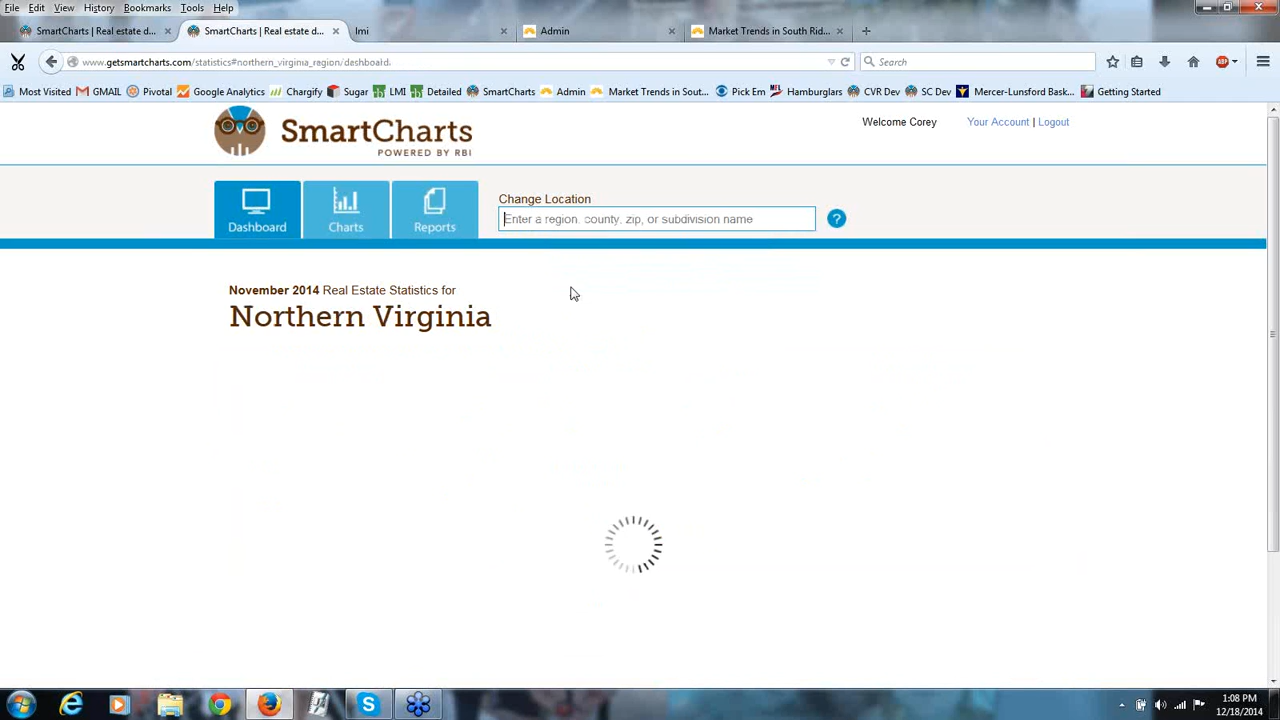 File Edit View History Bookmarks Tools Help
SmartCharts | Real estate d... × SmartCharts | Real estate d... × lmi × Admin × Market Trends in South Rid... × +
www.getsmartcharts.com/statistics#northern_virginia_region/dashboard. Search ABP
Most Visited GMAIL Pivotal Google Analytics Chargify Sugar LMI Detailed SmartCharts Admin Market Trends in Sout... Pick Em Hamburglars CVR Dev SC Dev Mercer-Lunsford Bask... Getting Started
SmartCharts
POWERED BY RBI
Welcome Corey Your Account | Logout
Dashboard Charts Reports
Change Location
Enter a region, county, zip, or subdivision name ?
November 2014 Real Estate Statistics for
Northern Virginia
1:08 PM
12/18/2014